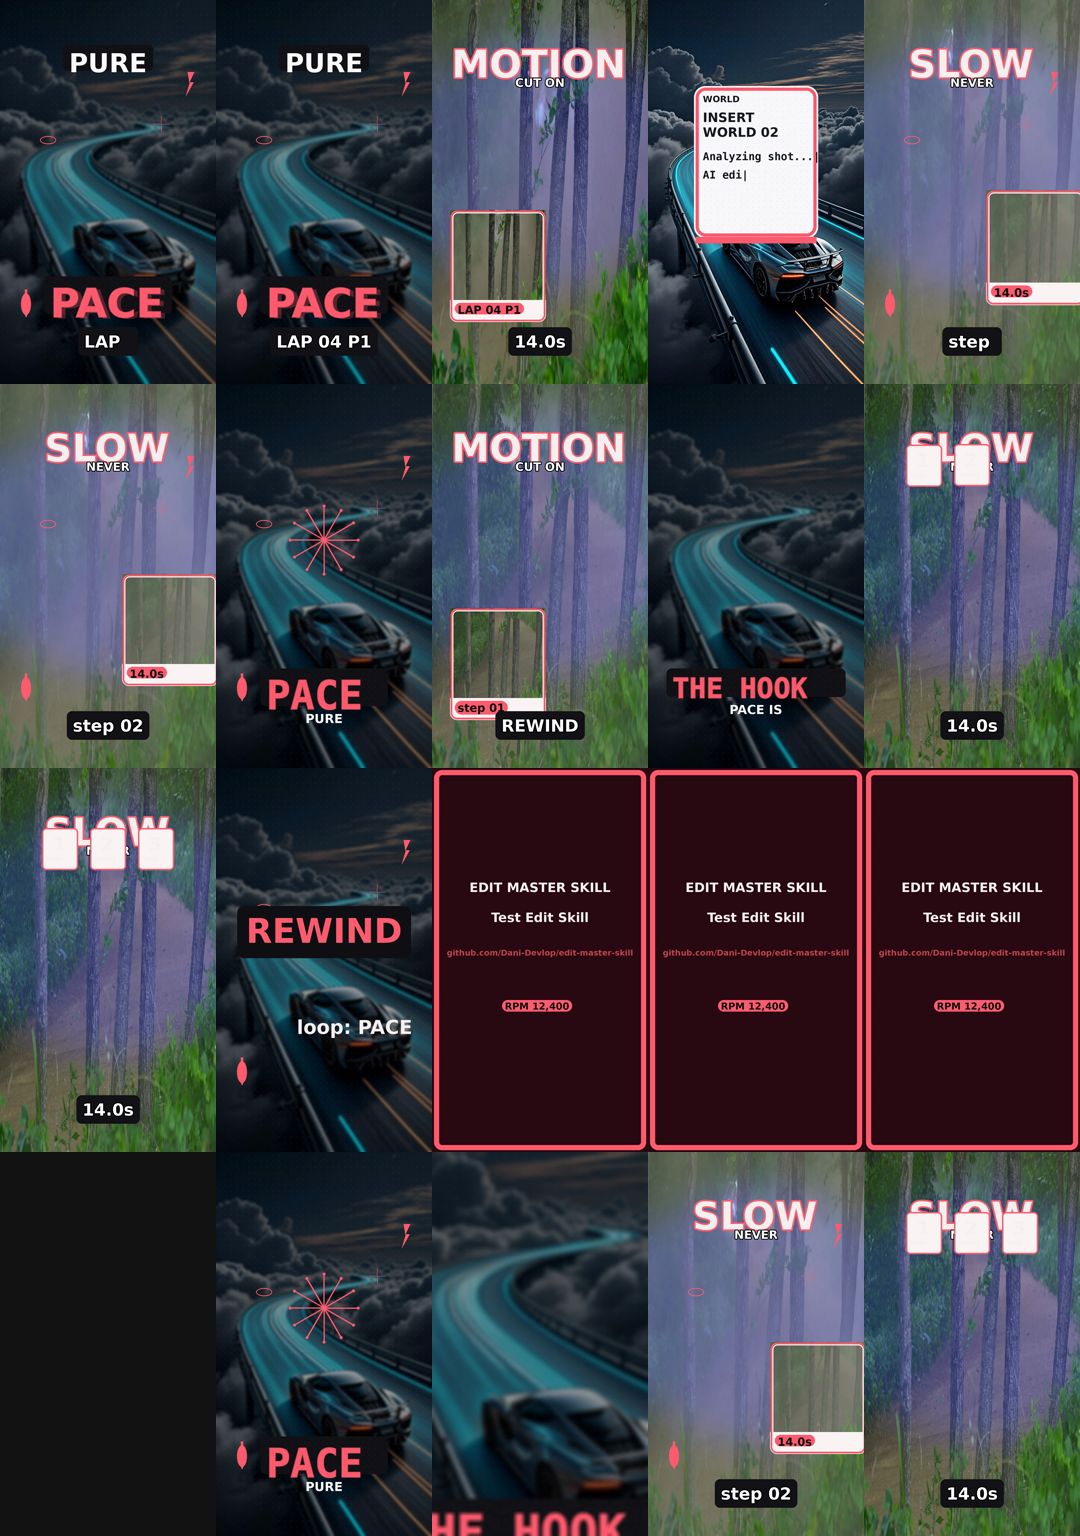 PURE
PACE
LAP
PURE
PACE
LAP 04 P1
MOTION
CUT ON
LAP 04 P1
14.0s
WORLD
INSERT
WORLD 02
Analyzing shot...|
AI edi|
SLOW
NEVER
14.0s
step
SLOW
NEVER
14.0s
step 02
PACE
PURE
MOTION
CUT ON
step 01
REWIND
THE HOOK
PACE IS
SLOW
14.0s
SLOW
14.0s
REWIND
loop: PACE
EDIT MASTER SKILL
Test Edit Skill
github.com/Dani-Devlop/edit-master-skill
RPM 12,400
EDIT MASTER SKILL
Test Edit Skill
github.com/Dani-Devlop/edit-master-skill
RPM 12,400
EDIT MASTER SKILL
Test Edit Skill
github.com/Dani-Devlop/edit-master-skill
RPM 12,400
PACE
PURE
HE HOOK
SLOW
NEVER
14.0s
step 02
SLOW
14.0s